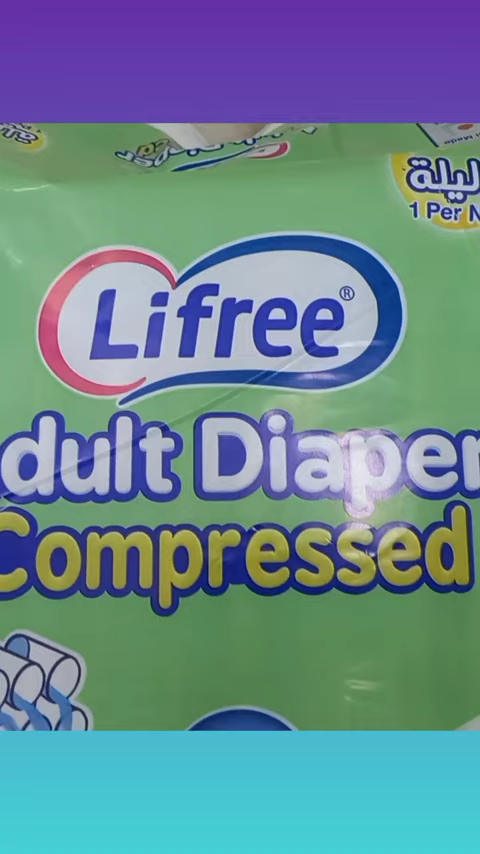 ليلة
1 Per N
Lifree®
dult Diaper
Compressed